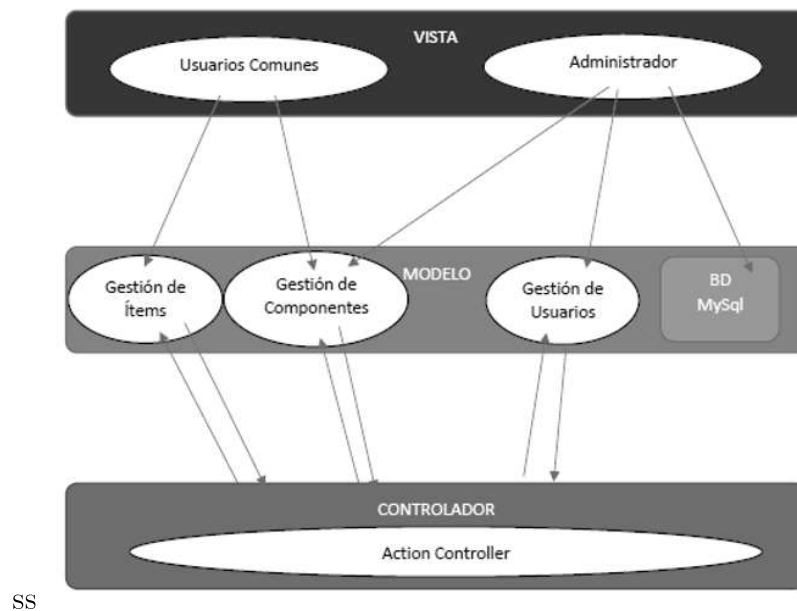 VISTA
Usuarios Comunes
Administrador
MODELO
Gestión de
Ítems
Gestión de
Componentes
Gestión de
Usuarios
BD
MySql
CONTROLADOR
Action Controller
SS